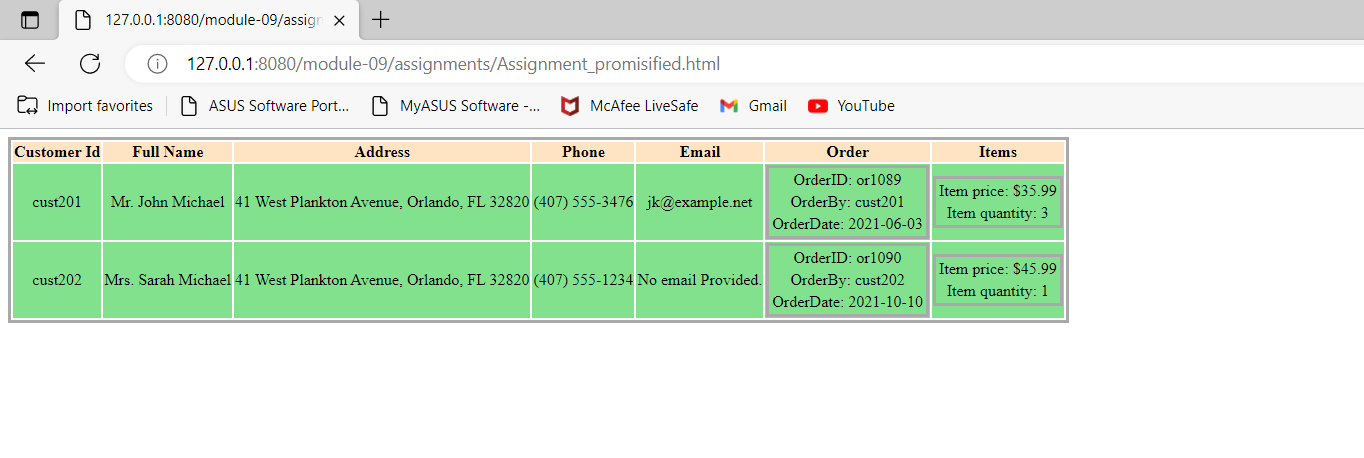 127.0.0.1:8080/module-09/assign
127.0.0.1:8080/module-09/assignments/Assignment_promisified.html
Import favorites ASUS Software Port... MyASUS Software -... McAfee LiveSafe Gmail YouTube
Customer Id Full Name Address Phone Email Order Items
cust201 Mr. John Michael 41 West Plankton Avenue, Orlando, FL 32820 (407) 555-3476 jk@example.net
OrderID: or1089
OrderBy: cust201
OrderDate: 2021-06-03
Item price: $35.99
Item quantity: 3
cust202 Mrs. Sarah Michael 41 West Plankton Avenue, Orlando, FL 32820 (407) 555-1234 No email Provided.
OrderID: or1090
OrderBy: cust202
OrderDate: 2021-10-10
Item price: $45.99
Item quantity: 1